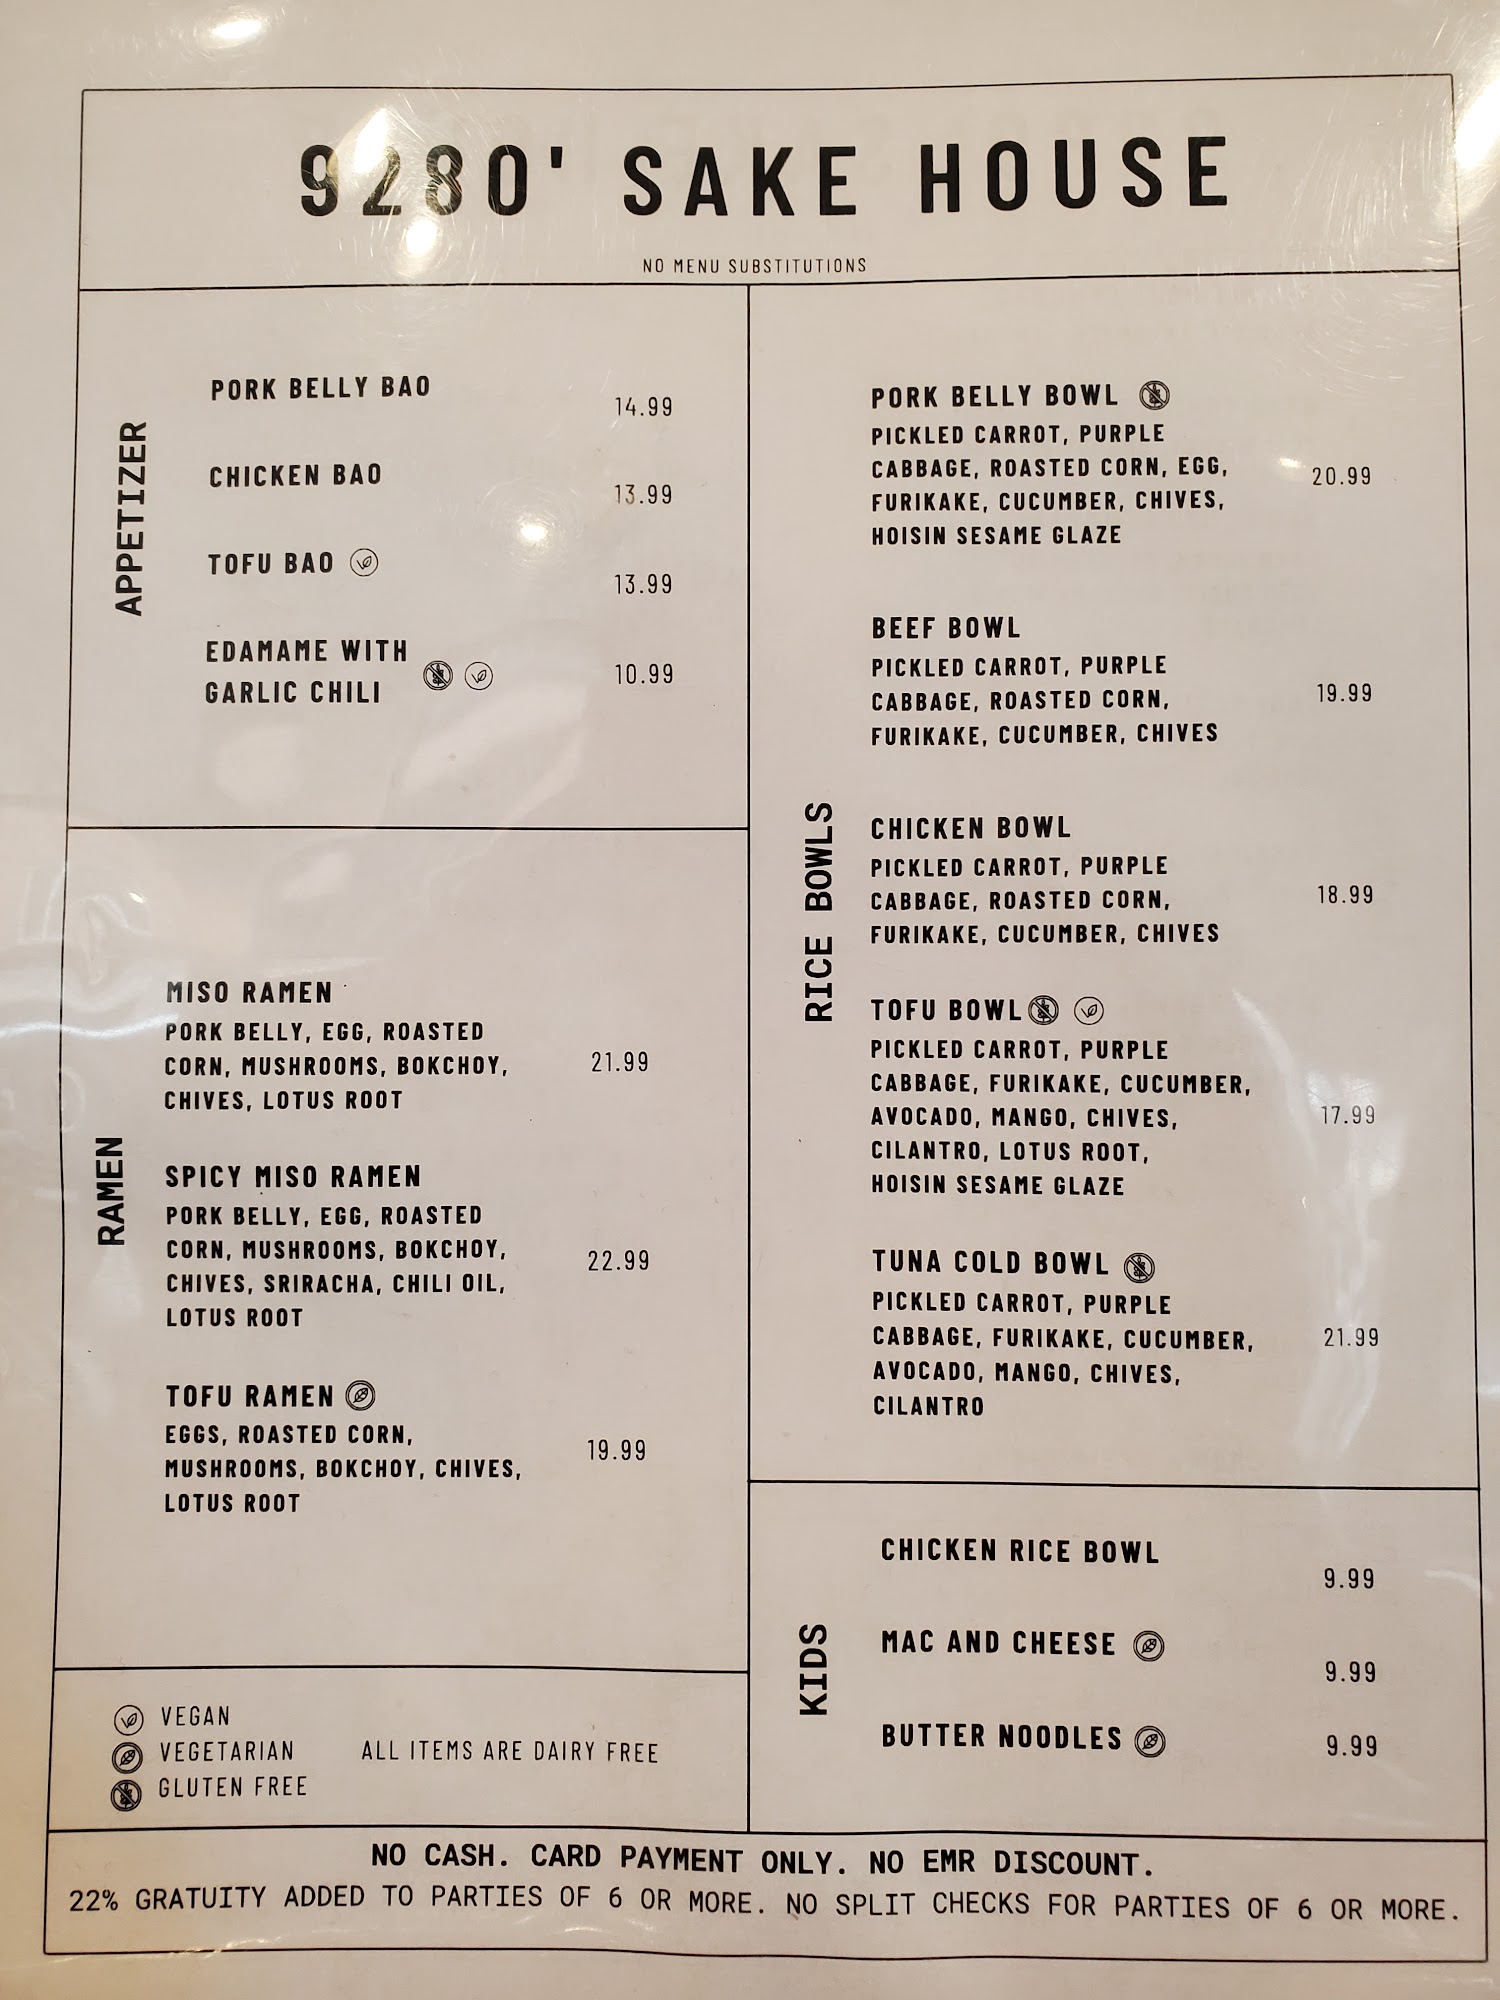 9280' SAKE HOUSE
NO MENU SUBSTITUTIONS
APPETIZER
PORK BELLY BAO
14.99
CHICKEN BAO
13.99
TOFU BAO
13.99
EDAMAME WITH
GARLIC CHILI
10.99
RAMEN
MISO RAMEN
PORK BELLY, EGG, ROASTED
CORN, MUSHROOMS, BOKCHOY, 21.99
CHIVES, LOTUS ROOT
SPICY MISO RAMEN
PORK BELLY, EGG, ROASTED
CORN, MUSHROOMS, BOKCHOY, 22.99
CHIVES, SRIRACHA, CHILI OIL,
LOTUS ROOT
TOFU RAMEN
EGGS, ROASTED CORN, 19.99
MUSHROOMS, BOKCHOY, CHIVES,
LOTUS ROOT
VEGAN
VEGETARIAN ALL ITEMS ARE DAIRY FREE
GLUTEN FREE
RICE BOWLS
PORK BELLY BOWL
PICKLED CARROT, PURPLE
CABBAGE, ROASTED CORN, EGG, 20.99
FURIKAKE, CUCUMBER, CHIVES,
HOISIN SESAME GLAZE
BEEF BOWL
PICKLED CARROT, PURPLE
CABBAGE, ROASTED CORN, 19.99
FURIKAKE, CUCUMBER, CHIVES
CHICKEN BOWL
PICKLED CARROT, PURPLE
CABBAGE, ROASTED CORN, 18.99
FURIKAKE, CUCUMBER, CHIVES
TOFU BOWL
PICKLED CARROT, PURPLE
CABBAGE, FURIKAKE, CUCUMBER,
AVOCADO, MANGO, CHIVES, 17.99
CILANTRO, LOTUS ROOT,
HOISIN SESAME GLAZE
TUNA COLD BOWL
PICKLED CARROT, PURPLE
CABBAGE, FURIKAKE, CUCUMBER, 21.99
AVOCADO, MANGO, CHIVES,
CILANTRO
KIDS
CHICKEN RICE BOWL
9.99
MAC AND CHEESE
9.99
BUTTER NOODLES 9.99
NO CASH. CARD PAYMENT ONLY. NO EMR DISCOUNT.
22% GRATUITY ADDED TO PARTIES OF 6 OR MORE. NO SPLIT CHECKS FOR PARTIES OF 6 OR MORE.